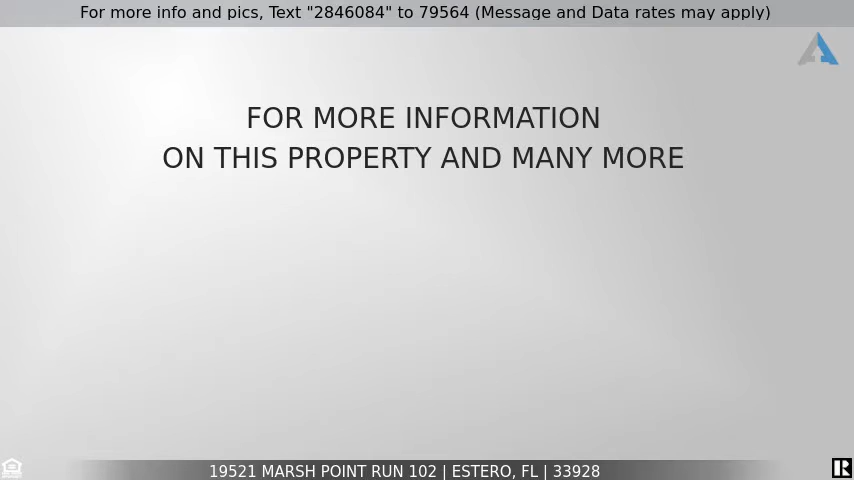 For more info and pics, Text "2846084" to 79564 (Message and Data rates may apply)
FOR MORE INFORMATION
ON THIS PROPERTY AND MANY MORE
19521 MARSH POINT RUN 102 | ESTERO, FL | 33928